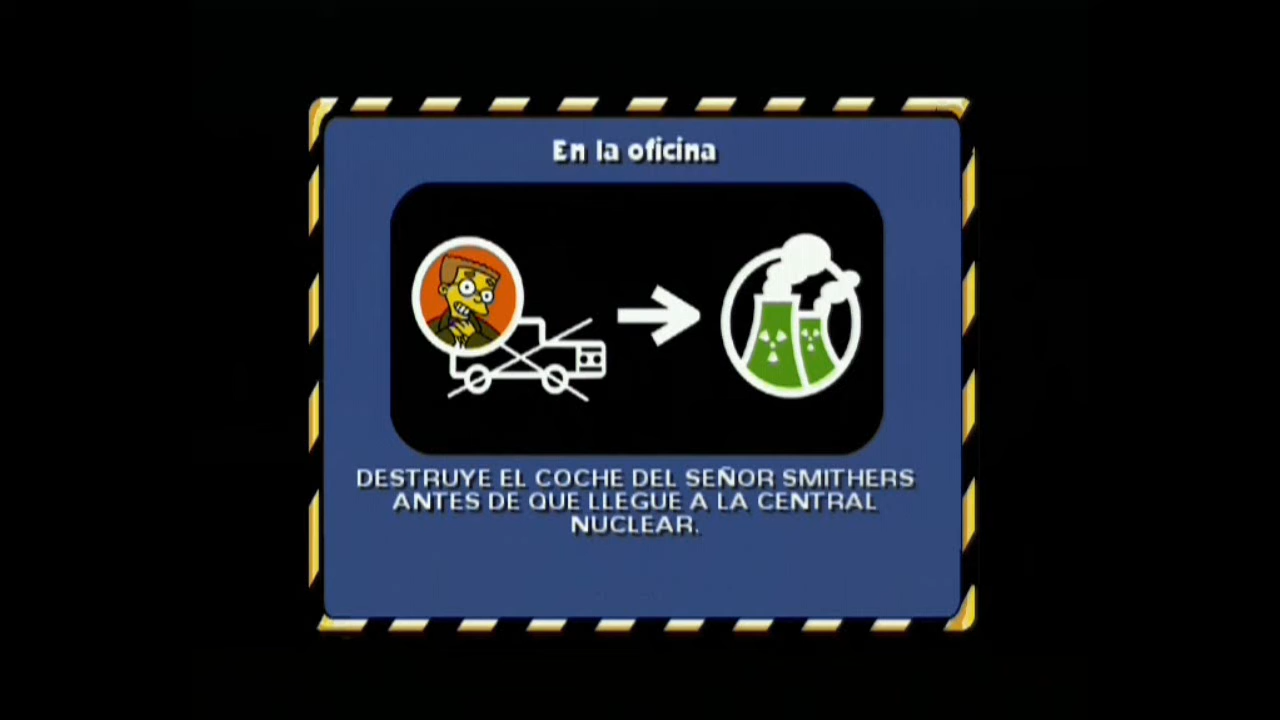 En la oficina
DESTRUYE EL COCHE DEL SEÑOR SMITHERS
ANTES DE QUE LLEGUE A LA CENTRAL
NUCLEAR.